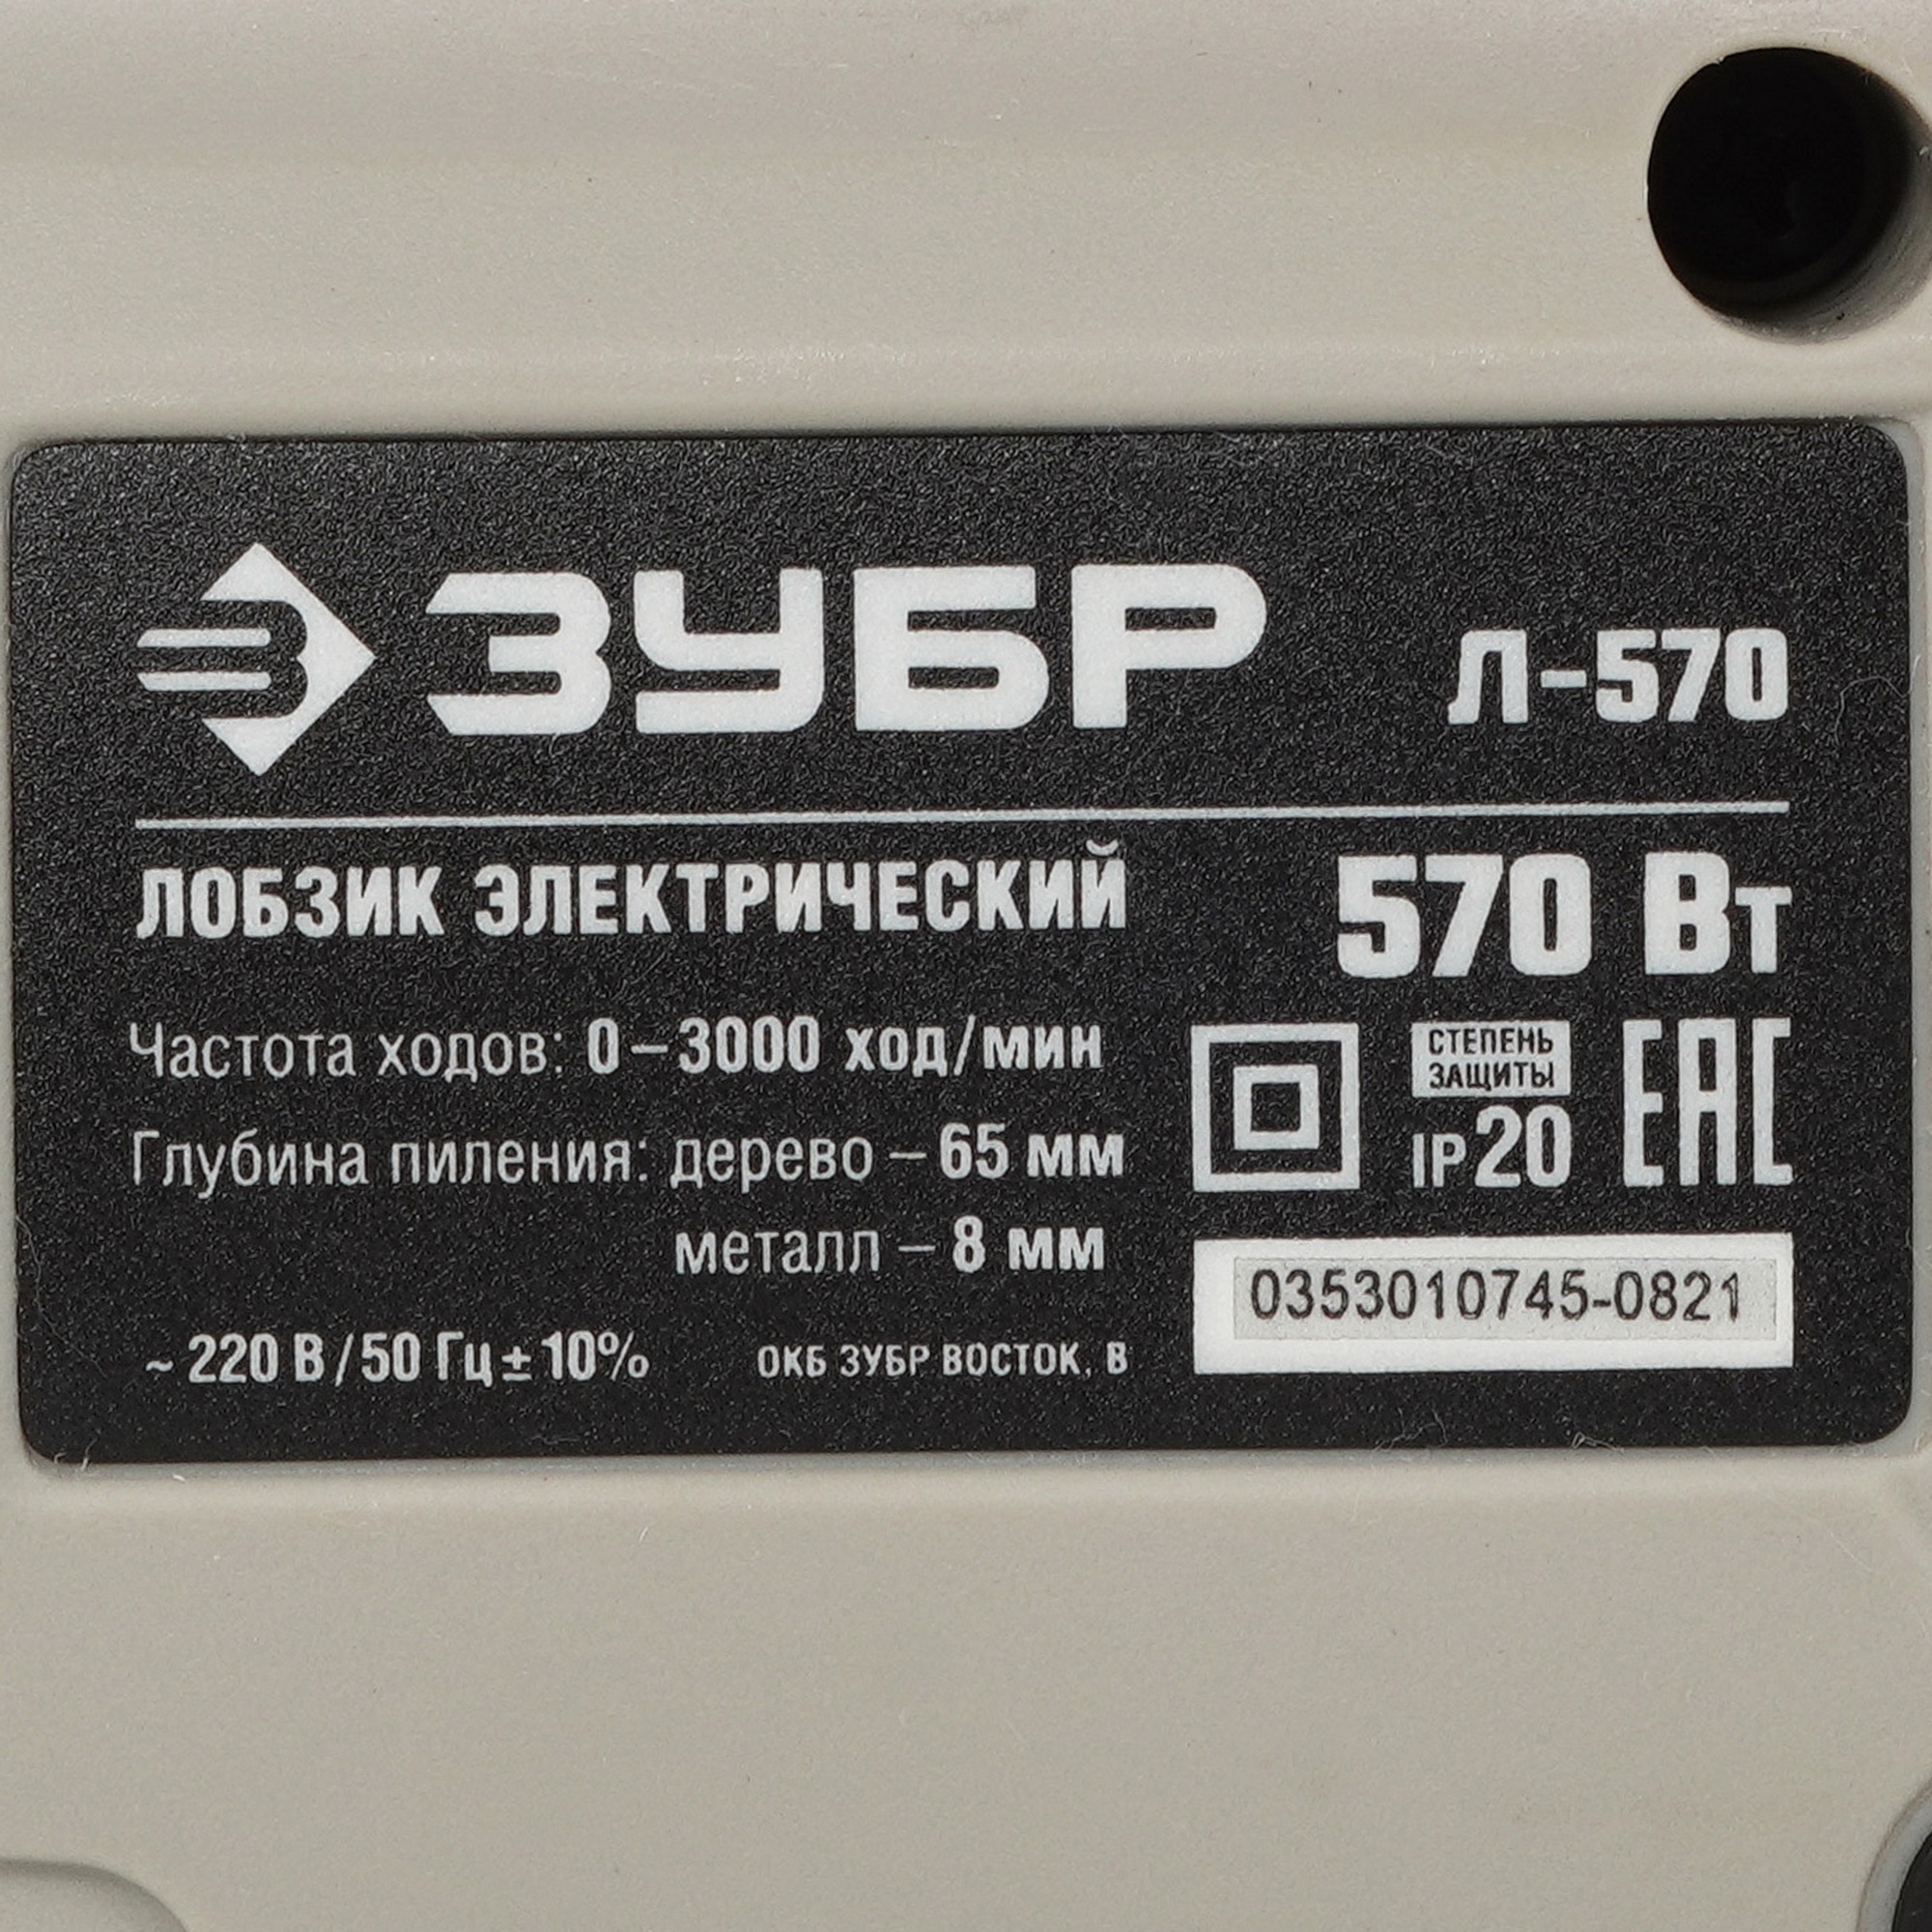 ЗУБР Л-570
ЛОБЗИК ЭЛЕКТРИЧЕСКИЙ 570 Вт
Частота ходов: 0–3000 ход/мин
Глубина пиления: дерево – 65 мм
металл – 8 мм
~ 220 В / 50 Гц ± 10%
ОКБ ЗУБР ВОСТОК, В
СТЕПЕНЬ
ЗАЩИТЫ
IP20
EAC
0353010745-0821